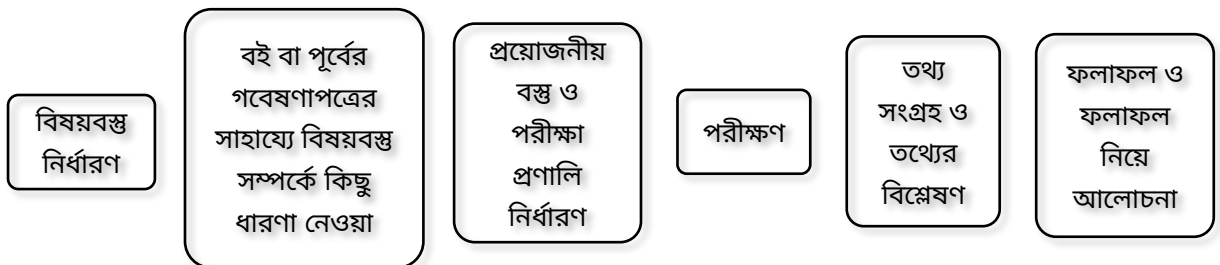 বিষয়বস্তু
নির্ধারণ
বই বা পূর্বের
গবেষণাপত্রের
সাহায্যে বিষয়বস্তু
সম্পর্কে কিছু
ধারণা নেওয়া
প্রয়োজনীয়
বস্তু ও
পরীক্ষা
প্রণালি
নির্ধারণ
পরীক্ষণ
তথ্য
সংগ্রহ ও
তথ্যের
বিশ্লেষণ
ফলাফল ও
ফলাফল
নিয়ে
আলোচনা